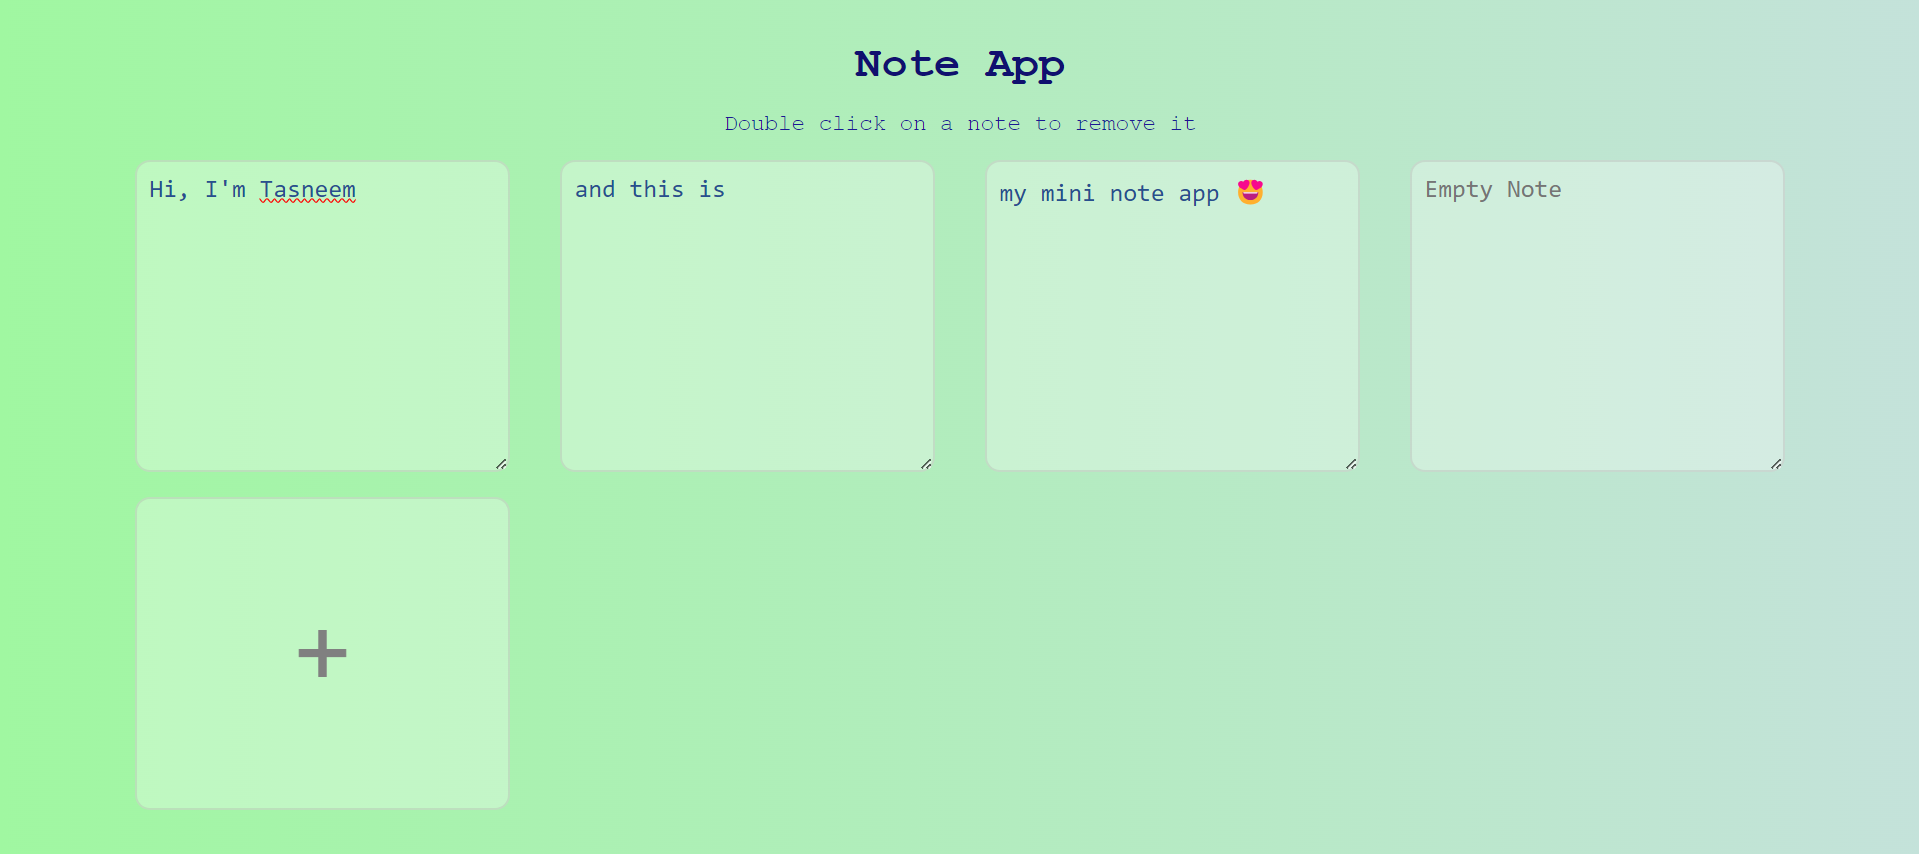 Note App
Double click on a note to remove it
Hi, I'm Tasneem
and this is
my mini note app 😍
Empty Note
+